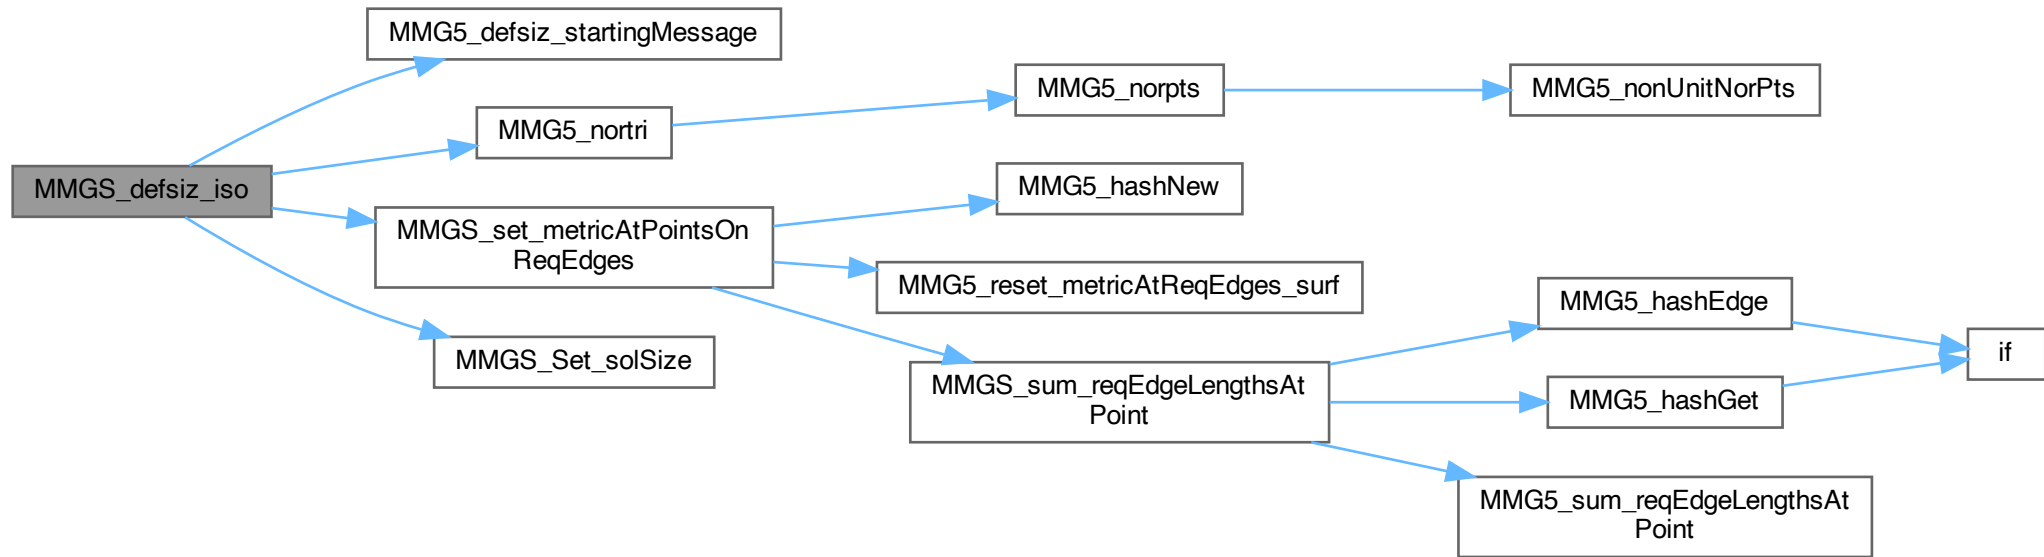 MMG5_defsiz_startingMessage
MMG5_norpts
MMG5_nonUnitNorPts
MMG5_nortri
MMGS_defsiz_iso
MMG5_hashNew
MMGS_set_metricAtPointsOn
ReqEdges
MMG5_reset_metricAtReqEdges_surf
MMG5_hashEdge
if
MMGS_Set_solSize
MMGS_sum_reqEdgeLengthsAt
Point
MMG5_hashGet
MMG5_sum_reqEdgeLengthsAt
Point